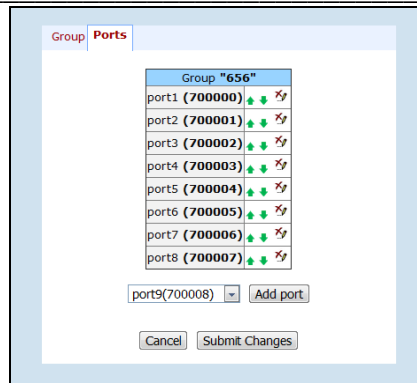 Group Ports
Group "656"
port1 (700000)
port2 (700001)
port3 (700002)
port4 (700003)
port5 (700004)
port6 (700005)
port7 (700006)
port8 (700007)
port9(700008) Add port
Cancel Submit Changes